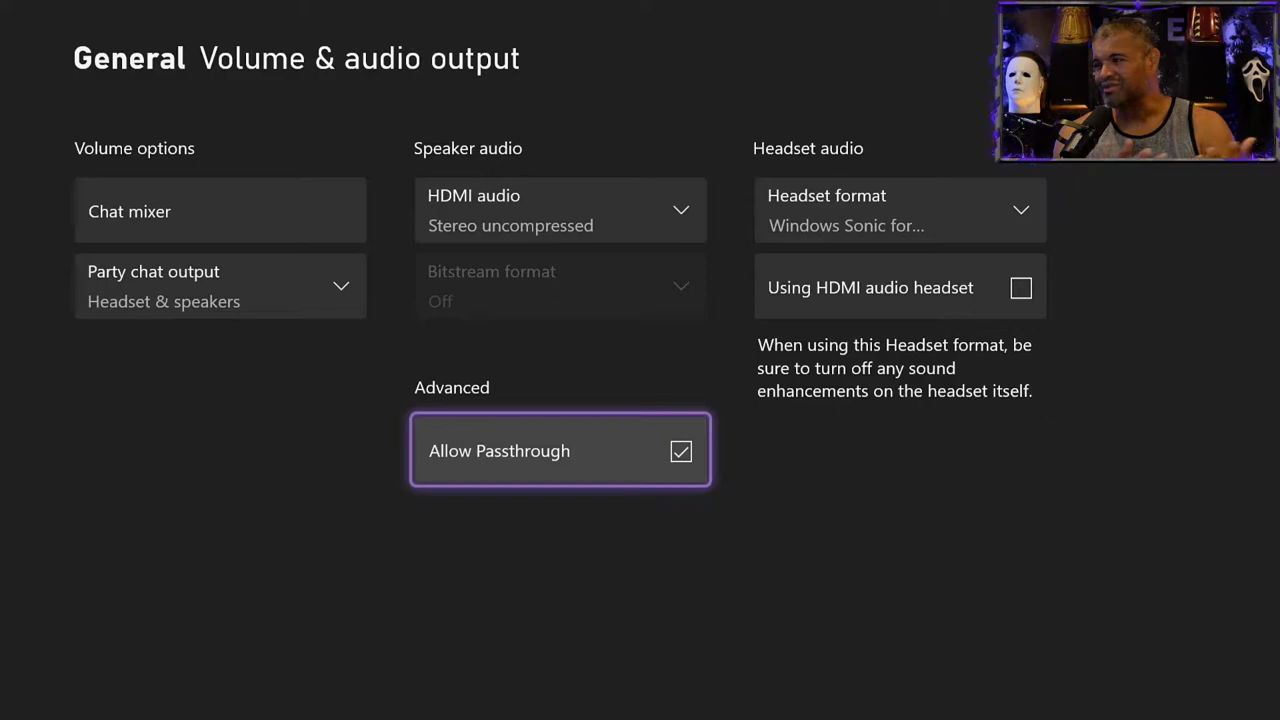 General Volume & audio output
Volume options
Chat mixer
Party chat output
Headset & speakers
Speaker audio
HDMI audio
Stereo uncompressed
Bitstream format
Off
Advanced
Allow Passthrough
Headset audio
Headset format
Windows Sonic for...
Using HDMI audio headset
When using this Headset format, be
sure to turn off any sound
enhancements on the headset itself.